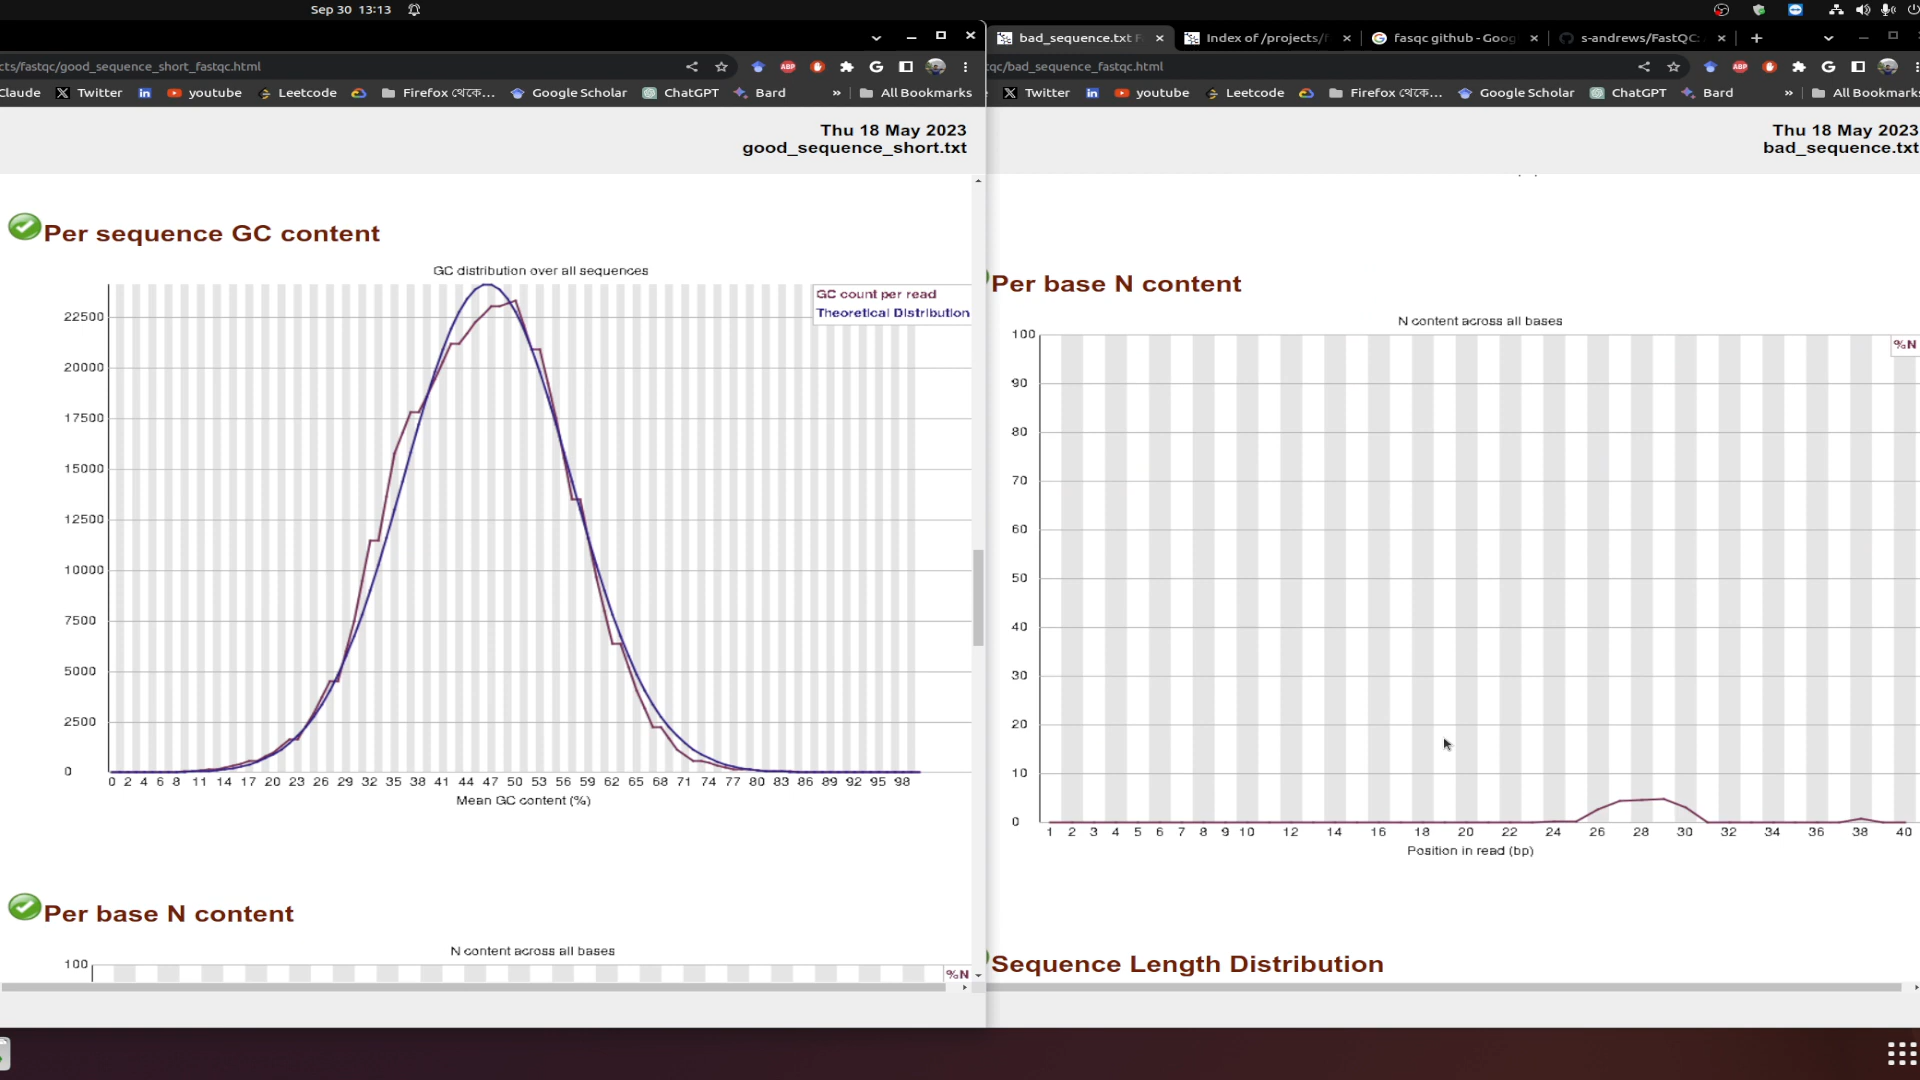 Sep 30 13:13
cts/fastqc/good_sequence_short_fastqc.html
Claude Twitter youtube Leetcode Firefox থেকে... Google Scholar ChatGPT Bard » All Bookmarks
Thu 18 May 2023
good_sequence_short.txt
Per sequence GC content
GC distribution over all sequences
GC count per read
Theoretical Distribution
22500
20000
17500
15000
12500
10000
7500
5000
2500
0
0 2 4 6 8 11 14 17 20 23 26 29 32 35 38 41 44 47 50 53 56 59 62 65 68 71 74 77 80 83 86 89 92 95 98
Mean GC content (%)
Per base N content
N content across all bases
100
%N
bad_sequence.txt F Index of /projects/f fasqc github - Goog s-andrews/FastQC:
qc/bad_sequence_fastqc.html
Twitter youtube Leetcode Firefox থেকে... Google Scholar ChatGPT Bard » All Bookmarks
Thu 18 May 2023
bad_sequence.txt
Per base N content
N content across all bases
%N
100
90
80
70
60
50
40
30
20
10
0
1 2 3 4 5 6 7 8 9 10 12 14 16 18 20 22 24 26 28 30 32 34 36 38 40
Position in read (bp)
Sequence Length Distribution